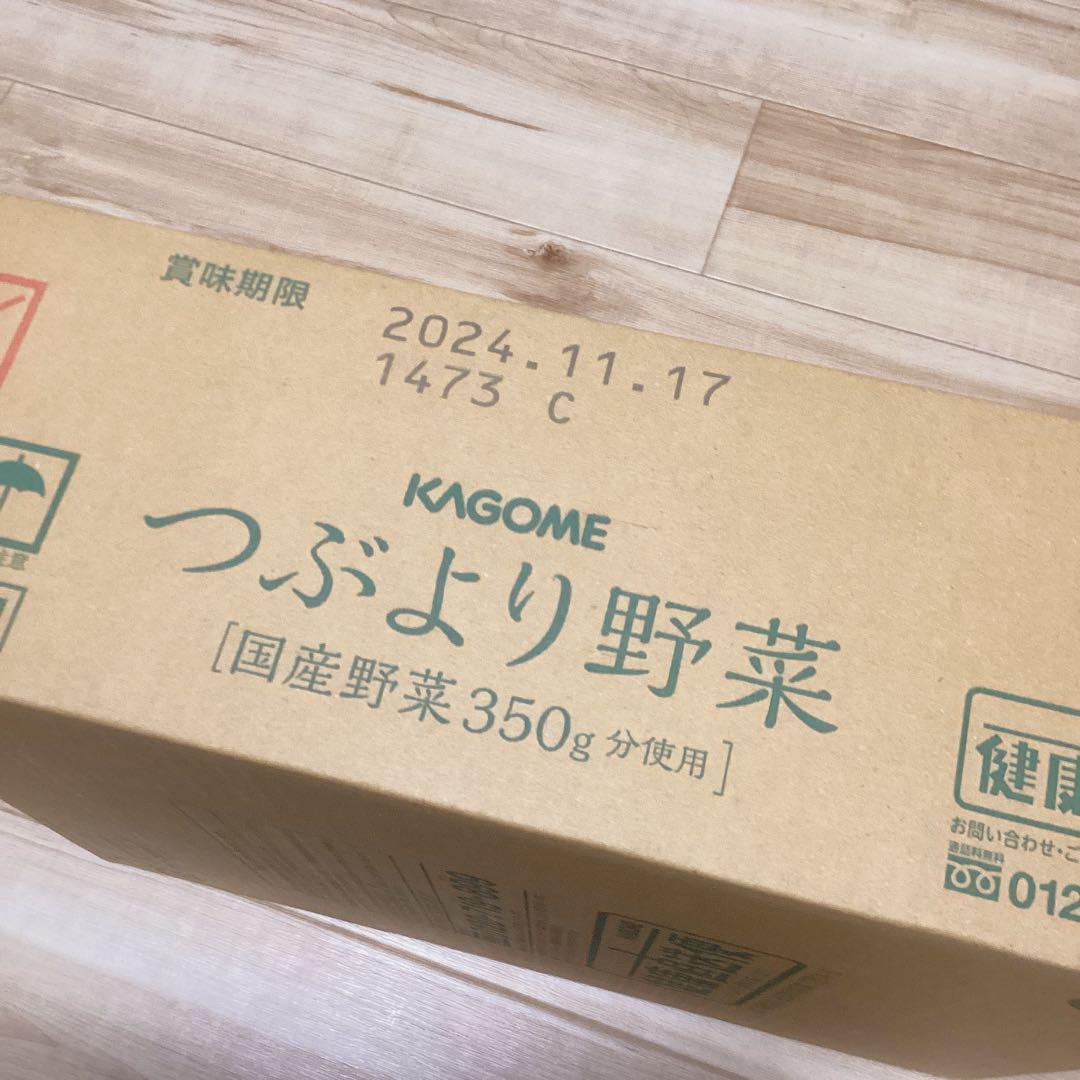 賞味期限
2024.11.17
1473 C
KAGOME
つぶより野菜
[国産野菜350g分使用]
注意
健康
お問い合わせ・ご
通話料無料
012